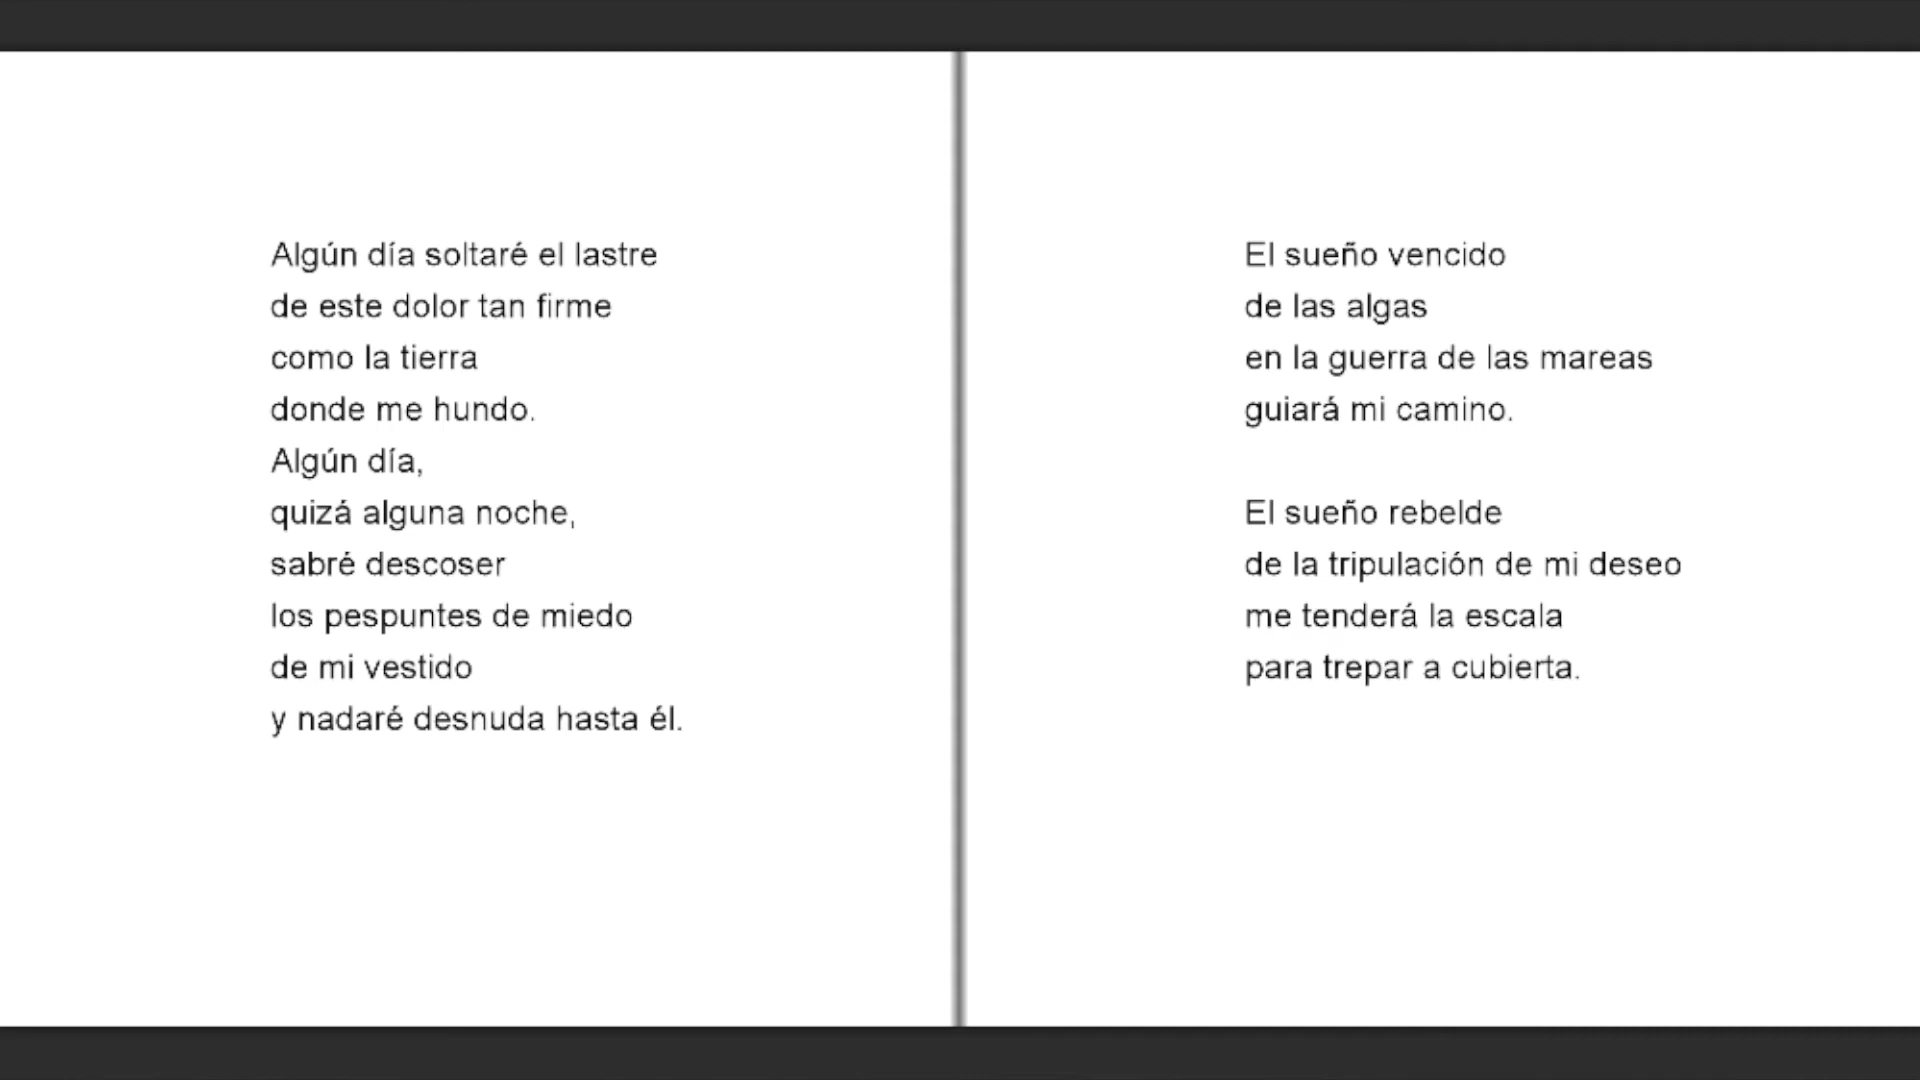 Algún día soltaré el lastre
de este dolor tan firme
como la tierra
donde me hundo.
Algún día,
quizá alguna noche,
sabré descoser
los pespuntes de miedo
de mi vestido
y nadaré desnuda hasta él.
El sueño vencido
de las algas
en la guerra de las mareas
guiará mi camino.
El sueño rebelde
de la tripulación de mi deseo
me tenderá la escala
para trepar a cubierta.